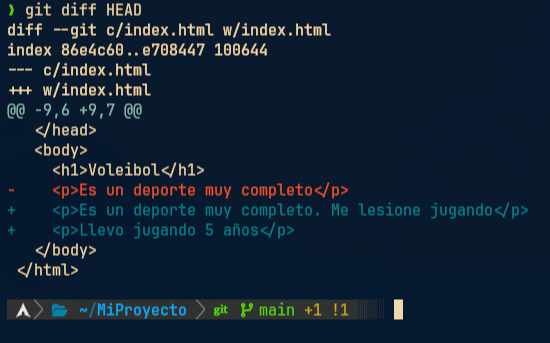 ❯ git diff HEAD
diff --git c/index.html w/index.html
index 86e4c60..e708447 100644
--- c/index.html
+++ w/index.html
@@ -9,6 +9,7 @@
   </head>
   <body>
     <h1>Voleibol</h1>
-    <p>Es un deporte muy completo</p>
+    <p>Es un deporte muy completo. Me lesione jugando</p>
+    <p>Llevo jugando 5 años</p>
   </body>
 </html>
~/MiProyecto git main +1 !1